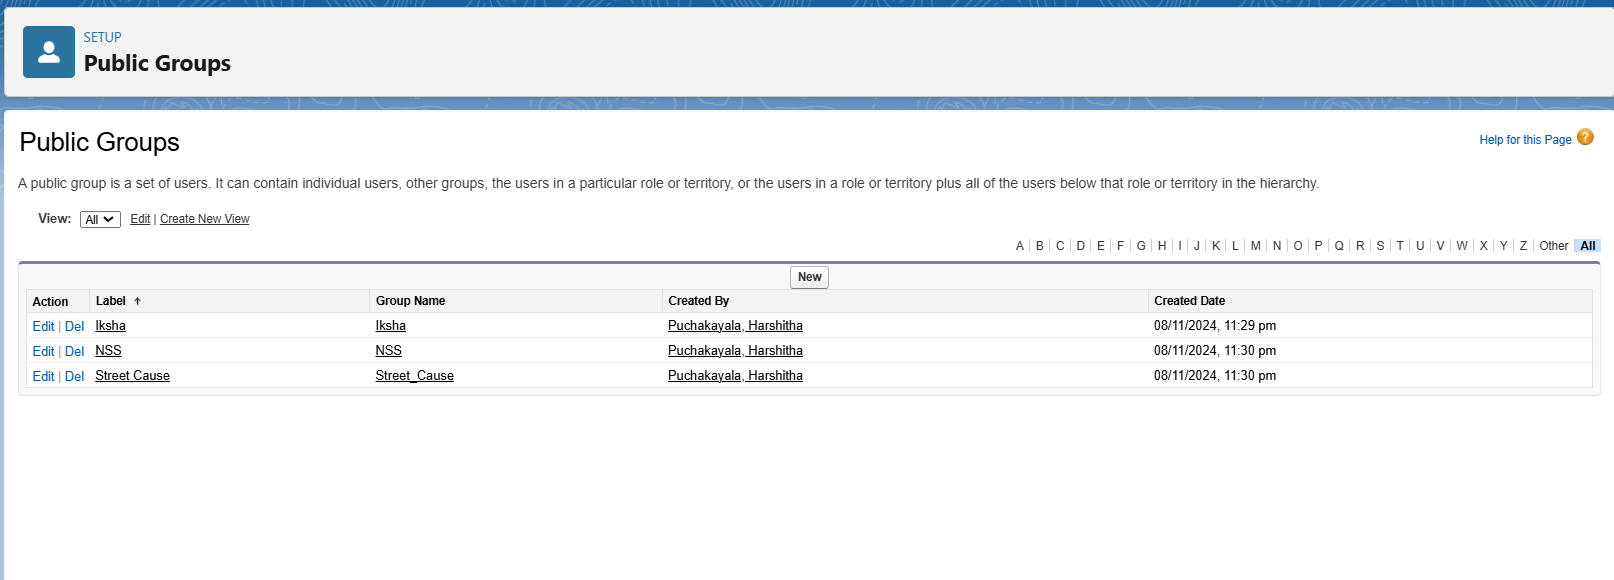 SETUP
Public Groups
Public Groups
Help for this Page ?
A public group is a set of users. It can contain individual users, other groups, the users in a particular role or territory, or the users in a role or territory plus all of the users below that role or territory in the hierarchy.
View: All Edit | Create New View
A | B | C | D | E | F | G | H | I | J | K | L | M | N | O | P | Q | R | S | T | U | V | W | X | Y | Z | Other | All
New
Action Label ↑ Group Name Created By Created Date
Edit | Del Iksha Iksha Puchakayala, Harshitha 08/11/2024, 11:29 pm
Edit | Del NSS NSS Puchakayala, Harshitha 08/11/2024, 11:30 pm
Edit | Del Street Cause Street_Cause Puchakayala, Harshitha 08/11/2024, 11:30 pm